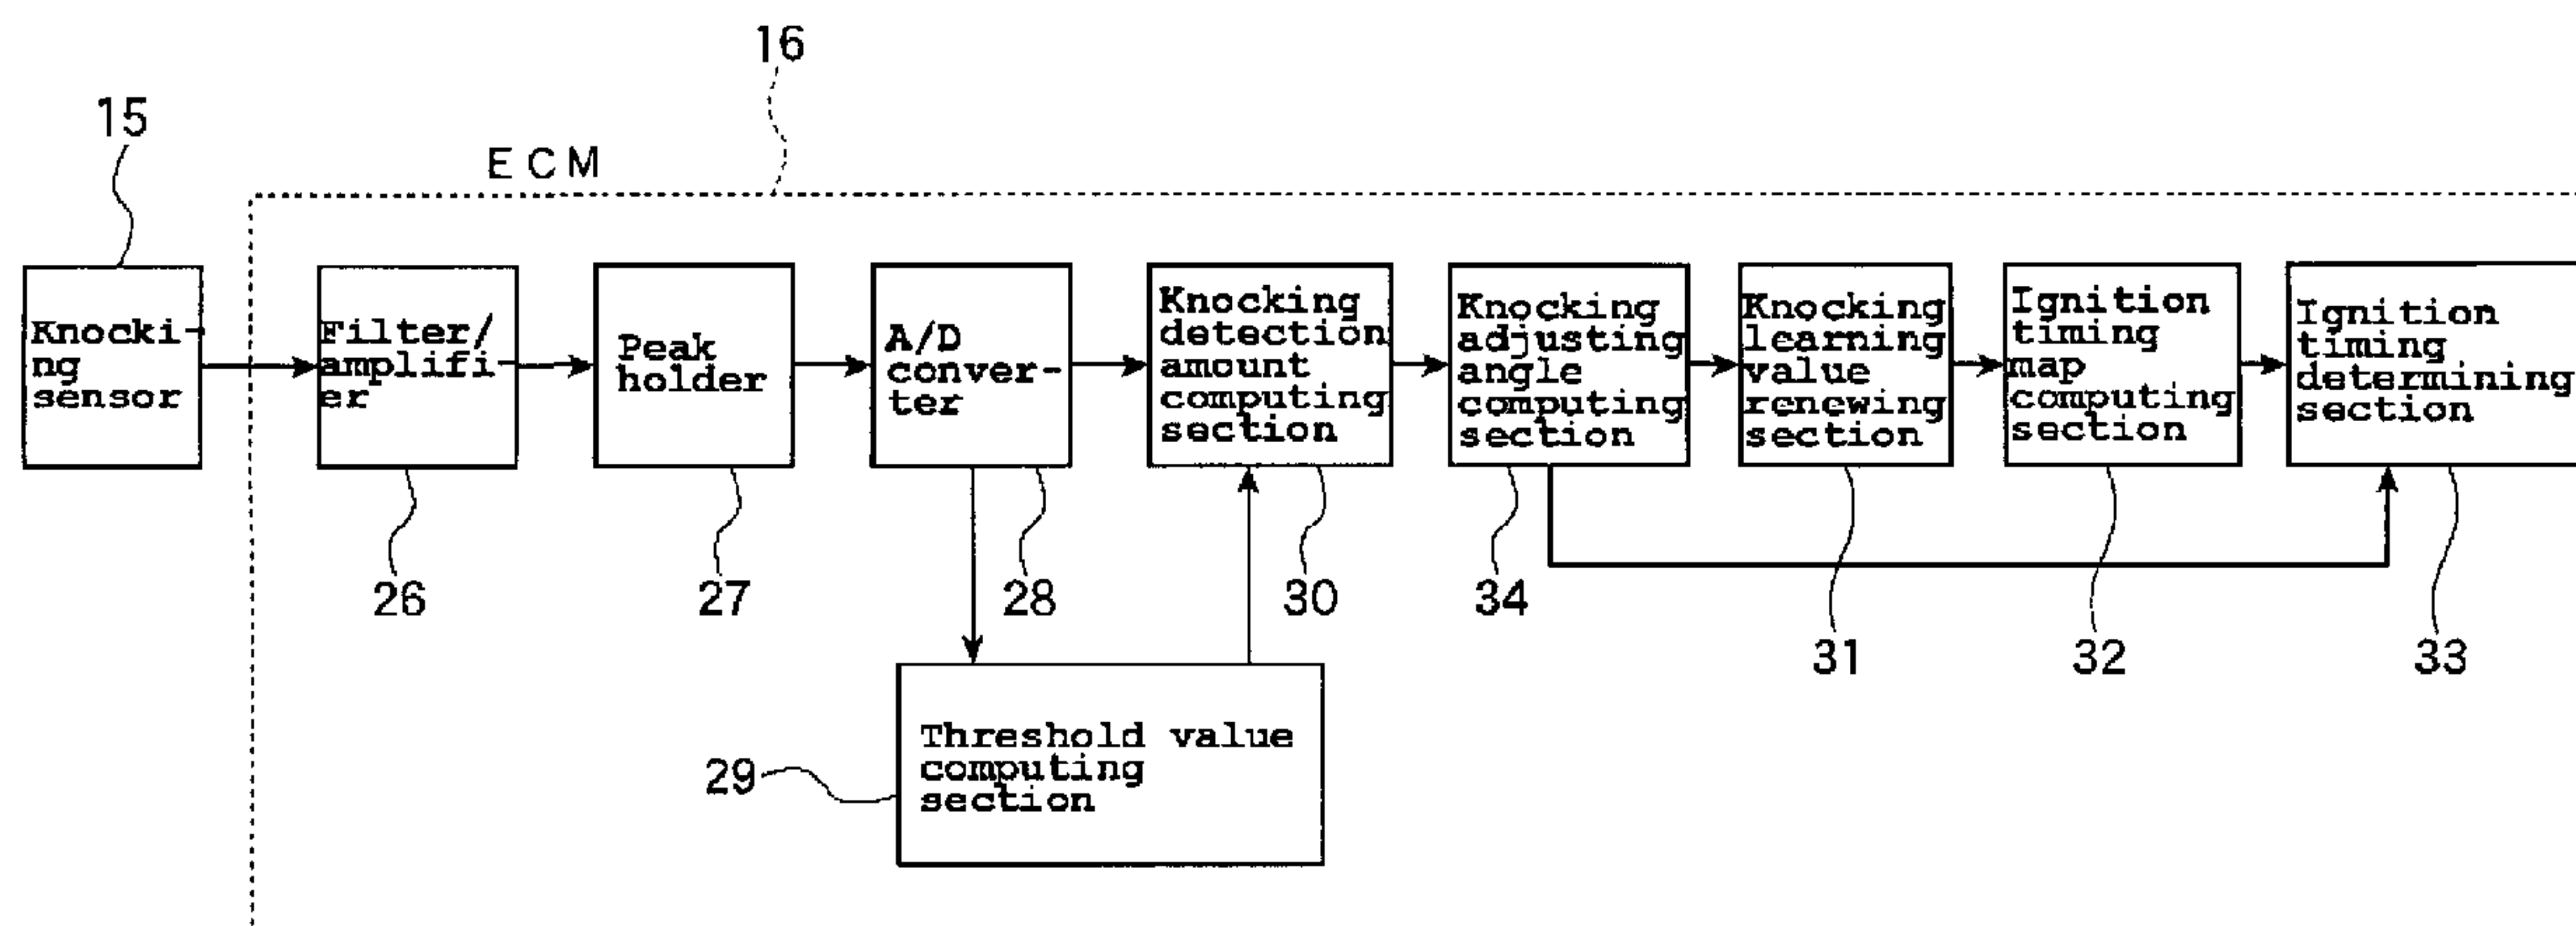 16
15
E C M
Knocki-
ng
sensor
Filter/
amplifi-
er
Peak
holder
A/D
conver-
ter
Knocking
detection
amount
computing
section
Knocking
adjusting
angle
computing
section
Knocking
learning
value
renewing
section
Ignition
timing
map
computing
section
Ignition
timing
determining
section
26
27
28
30
34
31
32
33
29
Threshold value
computing
section